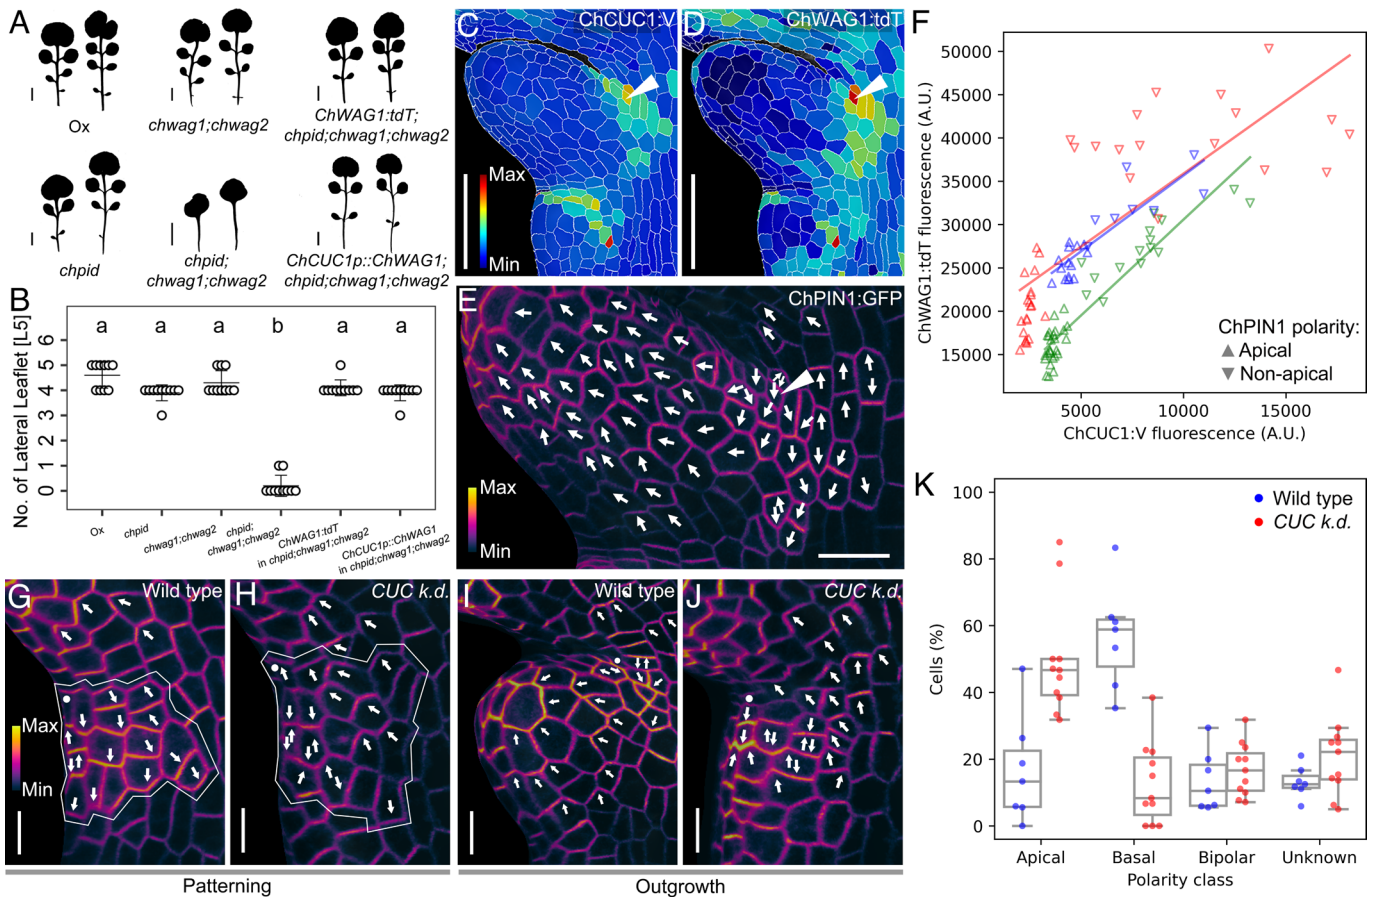 A
Ox
chwag1;chwag2
ChWAG1:tdT;
chpid;chwag1;chwag2
chpid
chpid;
chwag1;chwag2
ChCUC1p::ChWAG1;
chpid;chwag1;chwag2
B
No. of Lateral Leaflet [L5]
6
5
4
3
2
1
0
a
a
a
b
a
a
Ox
chpid
chwag1;chwag2
chpid;
chwag1;chwag2
ChWAG1:tdT
in chpid;chwag1;chwag2
ChCUC1p::ChWAG1
in chpid;chwag1;chwag2
C
ChCUC1:V
Max
Min
D
ChWAG1:tdT
E
ChPIN1:GFP
Max
Min
F
ChWAG1:tdT fluorescence (A.U.)
50000
45000
40000
35000
30000
25000
20000
15000
ChPIN1 polarity:
Apical
Non-apical
5000
10000
15000
ChCUC1:V fluorescence (A.U.)
G
Wild type
Max
Min
H
CUC k.d.
I
Wild type
J
CUC k.d.
Patterning
Outgrowth
K
Cells (%)
100
80
60
40
20
0
Wild type
CUC k.d.
Apical
Basal
Bipolar
Unknown
Polarity class